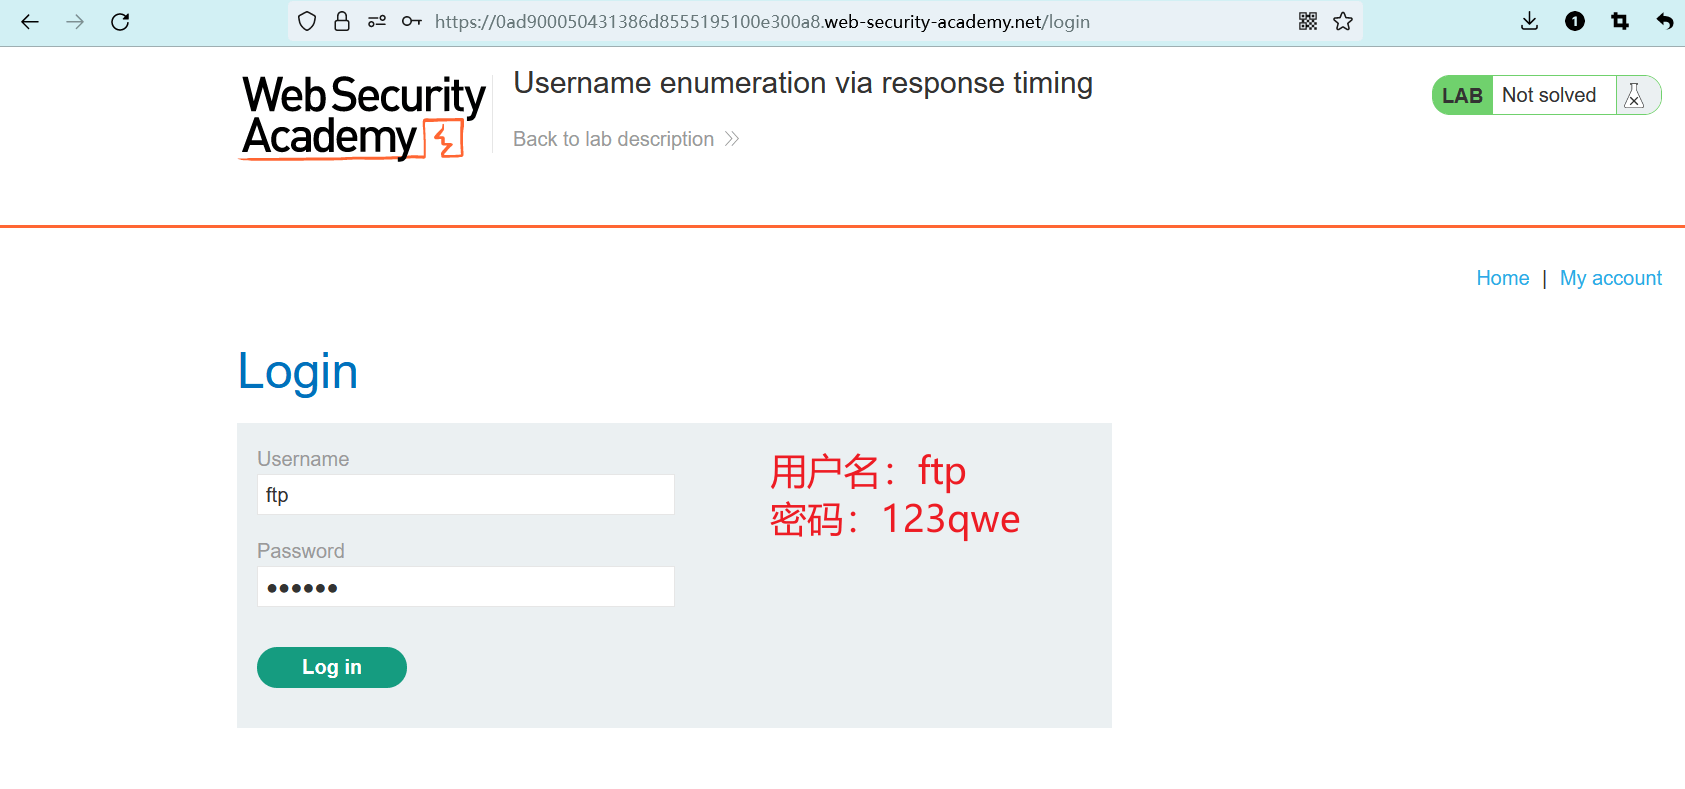 https://0ad900050431386d8555195100e300a8.web-security-academy.net/login
1
Web Security
Academy
Username enumeration via response timing
Back to lab description
LAB Not solved
Home | My account
Login
Username
ftp
Password
••••••
Log in
用户名：ftp
密码：123qwe